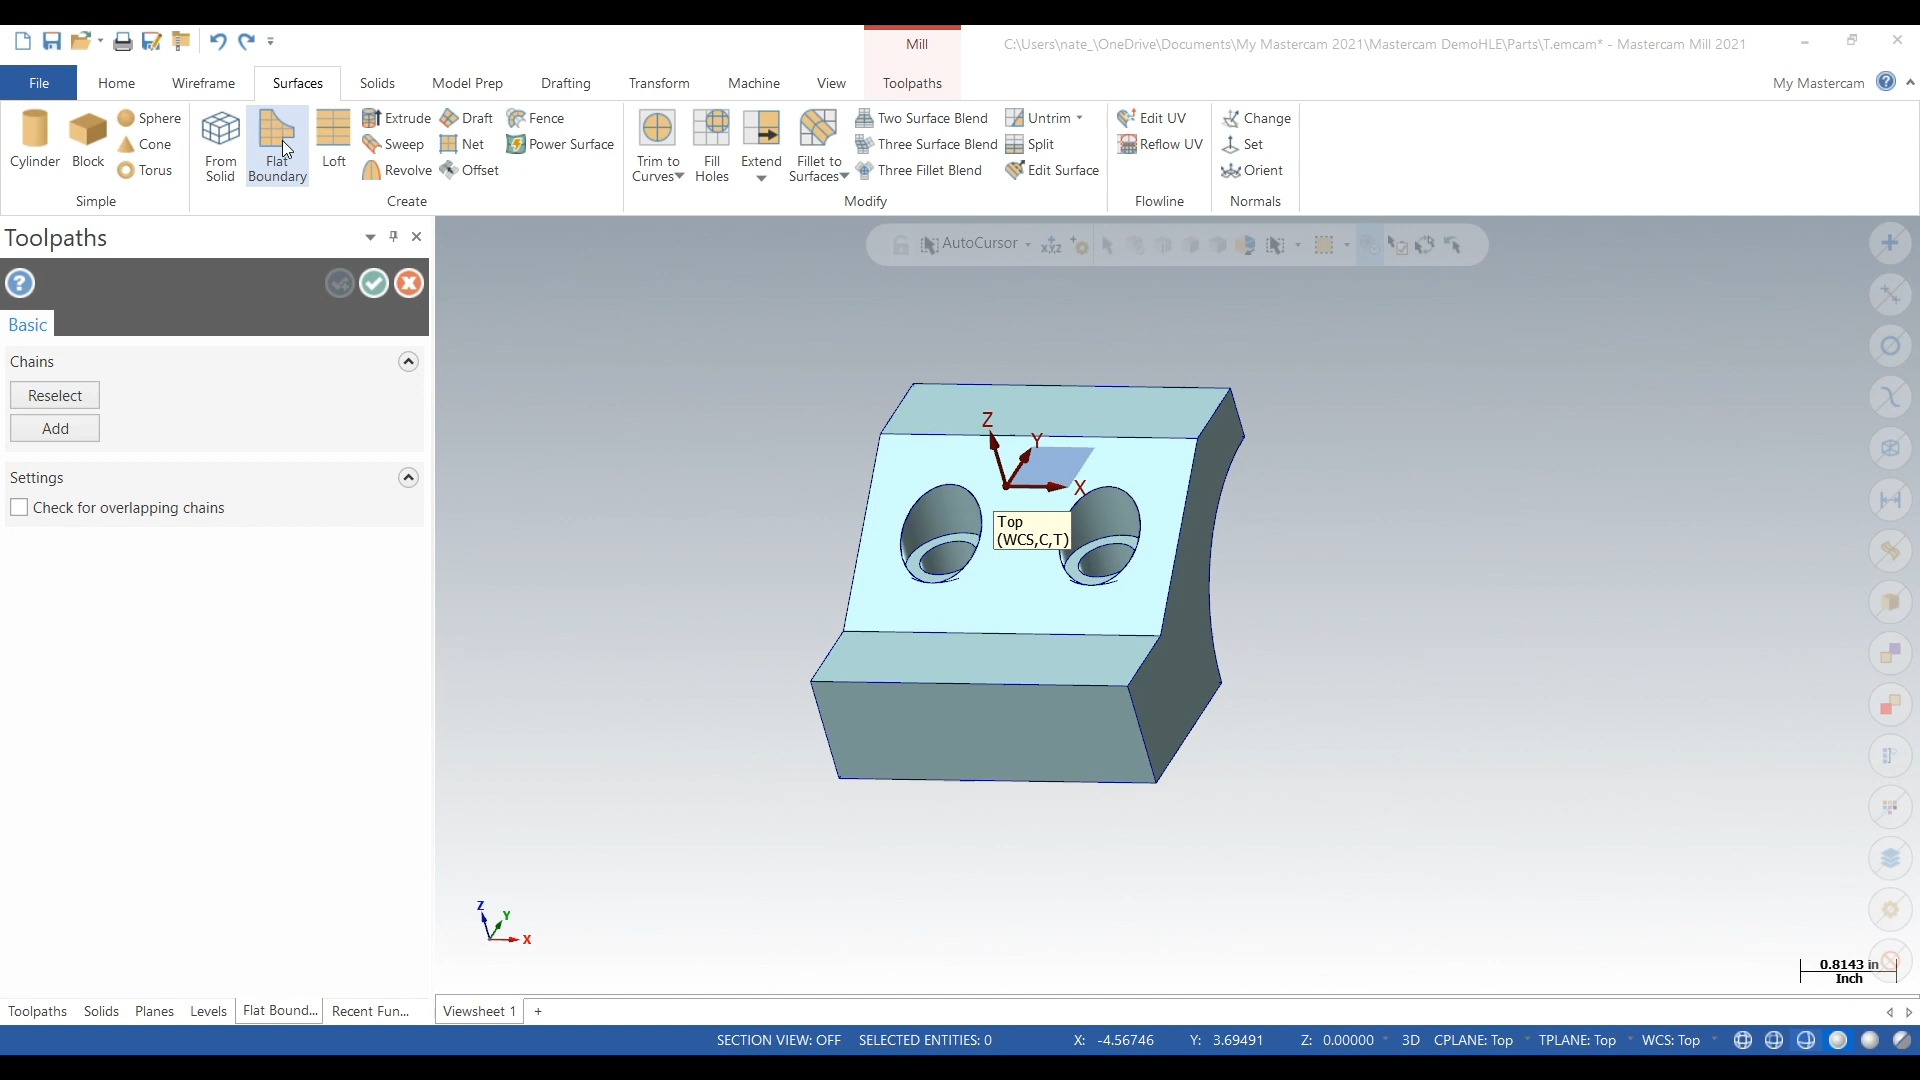 Mill
C:\Users\nate_\OneDrive\Documents\My Mastercam 2021\Mastercam DemoHLE\Parts\T.emcam* - Mastercam Mill 2021
File
Home
Wireframe
Surfaces
Solids
Model Prep
Drafting
Transform
Machine
View
Toolpaths
My Mastercam
Cylinder
Block
Sphere
Cone
Torus
Simple
From
Solid
Flat
Boundary
Loft
Extrude
Sweep
Revolve
Draft
Net
Offset
Fence
Power Surface
Create
Trim to
Curves
Fill
Holes
Extend
Fillet to
Surfaces
Two Surface Blend
Three Surface Blend
Three Fillet Blend
Untrim
Split
Edit Surface
Modify
Edit UV
Reflow UV
Flowline
Change
Set
Orient
Normals
Toolpaths
Basic
Chains
Reselect
Add
Settings
Check for overlapping chains
AutoCursor
Z
Y
X
Top
(WCS,C,T)
Z
Y
X
0.8143 in
Inch
Toolpaths
Solids
Planes
Levels
Flat Bound...
Recent Fun...
Viewsheet 1
+
SECTION VIEW: OFF
SELECTED ENTITIES: 0
X: -4.56746
Y: 3.69491
Z: 0.00000
3D
CPLANE: Top
TPLANE: Top
WCS: Top